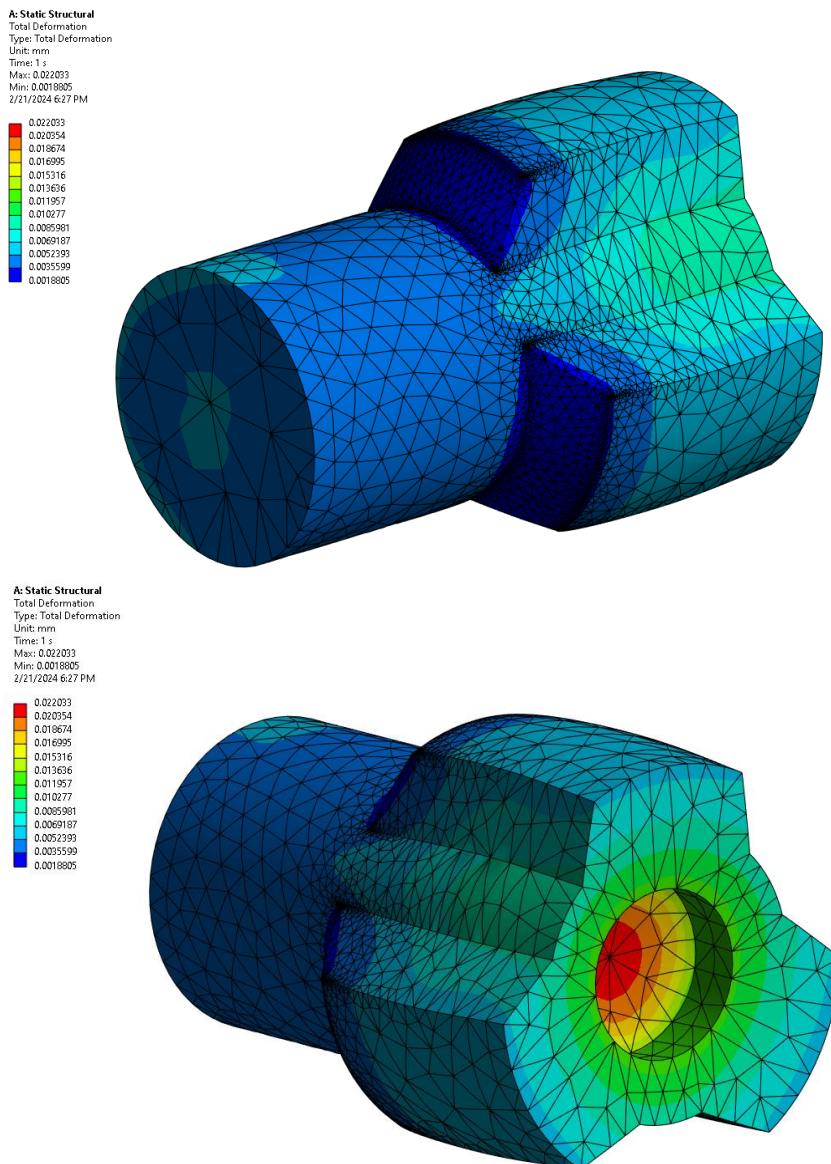 A: Static Structural
Total Deformation
Type: Total Deformation
Unit: mm
Time: 1 s
Max: 0.022033
Min: 0.0018805
2/21/2024 6:27 PM
0.022033
0.020354
0.018674
0.016995
0.015316
0.013636
0.011957
0.010277
0.0085981
0.0069187
0.0052393
0.0035599
0.0018805
A: Static Structural
Total Deformation
Type: Total Deformation
Unit: mm
Time: 1 s
Max: 0.022033
Min: 0.0018805
2/21/2024 6:27 PM
0.022033
0.020354
0.018674
0.016995
0.015316
0.013636
0.011957
0.010277
0.0085981
0.0069187
0.0052393
0.0035599
0.0018805